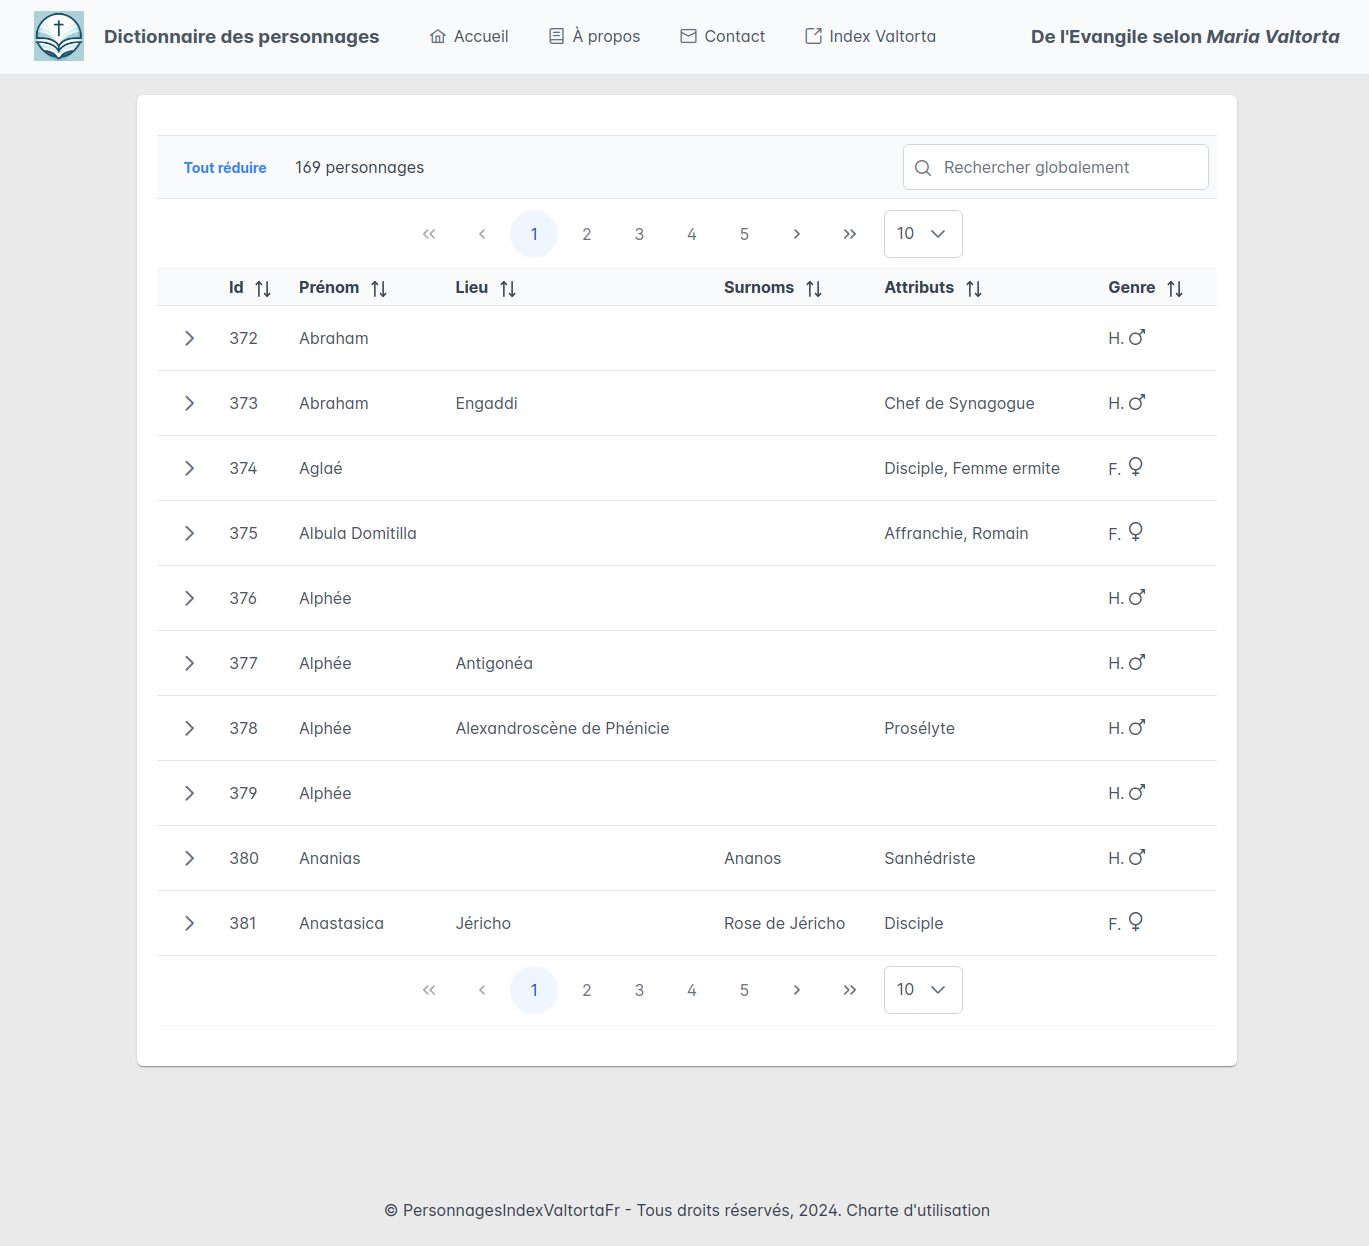 Dictionnaire des personnages Accueil À propos Contact Index Valtorta De l'Evangile selon Maria Valtorta
Tout réduire 169 personnages Rechercher globalement
1 2 3 4 5 10
Id Prénom Lieu Surnoms Attributs Genre
372 Abraham H.
373 Abraham Engaddi Chef de Synagogue H.
374 Aglaé Disciple, Femme ermite F.
375 Albula Domitilla Affranchie, Romain F.
376 Alphée H.
377 Alphée Antigonéa H.
378 Alphée Alexandroscène de Phénicie Prosélyte H.
379 Alphée H.
380 Ananias Ananos Sanhédriste H.
381 Anastasica Jéricho Rose de Jéricho Disciple F.
1 2 3 4 5 10
© PersonnagesIndexValtortaFr - Tous droits réservés, 2024. Charte d'utilisation